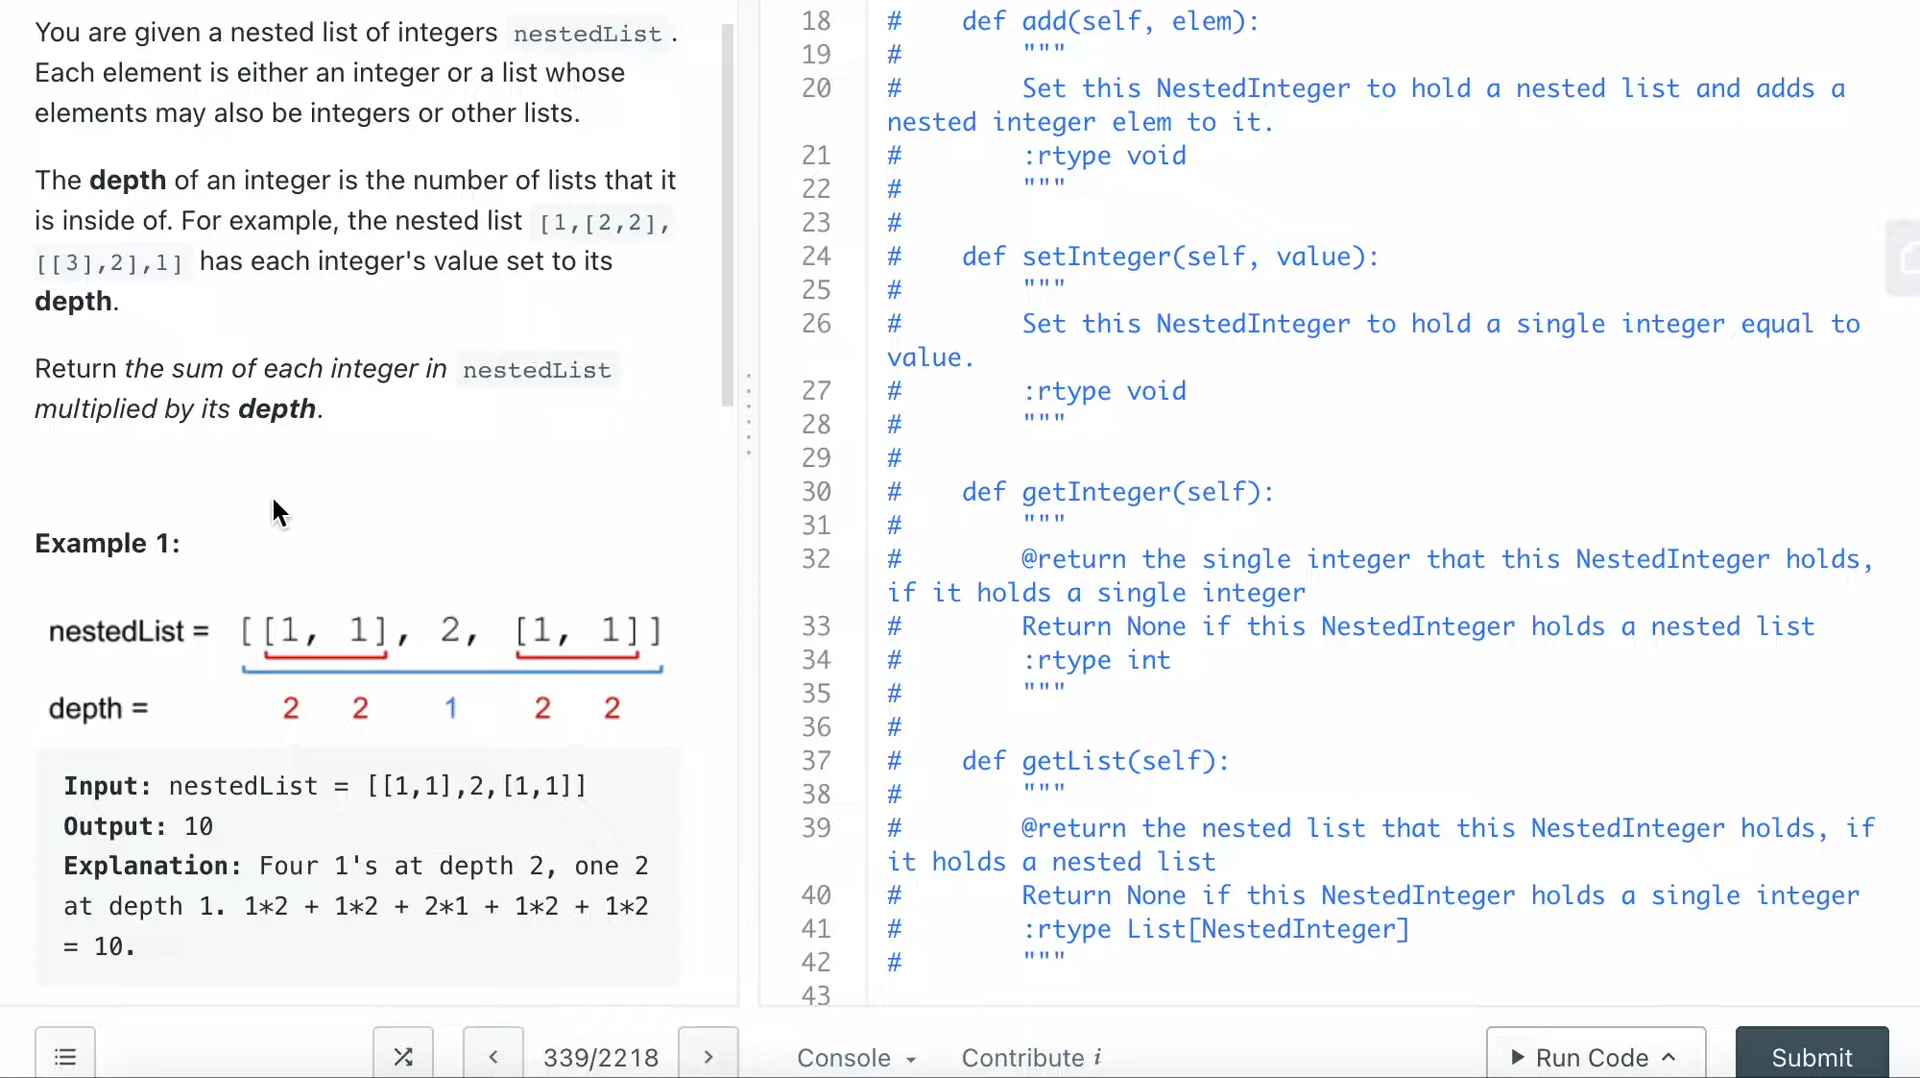 You are given a nested list of integers nestedList .
Each element is either an integer or a list whose
elements may also be integers or other lists.
The depth of an integer is the number of lists that it
is inside of. For example, the nested list [1,[2,2],
[[3],2],1] has each integer's value set to its
depth.
Return the sum of each integer in nestedList
multiplied by its depth.
Example 1:
nestedList = [[1, 1], 2, [1, 1]]
depth = 2 2 1 2 2
Input: nestedList = [[1,1],2,[1,1]]
Output: 10
Explanation: Four 1's at depth 2, one 2
at depth 1. 1*2 + 1*2 + 2*1 + 1*2 + 1*2
= 10.
18 # def add(self, elem):
19 # """
20 # Set this NestedInteger to hold a nested list and adds a
nested integer elem to it.
21 # :rtype void
22 # """
23 #
24 # def setInteger(self, value):
25 # """
26 # Set this NestedInteger to hold a single integer equal to
value.
27 # :rtype void
28 # """
29 #
30 # def getInteger(self):
31 # """
32 # @return the single integer that this NestedInteger holds,
if it holds a single integer
33 # Return None if this NestedInteger holds a nested list
34 # :rtype int
35 # """
36 #
37 # def getList(self):
38 # """
39 # @return the nested list that this NestedInteger holds, if
it holds a nested list
40 # Return None if this NestedInteger holds a single integer
41 # :rtype List[NestedInteger]
42 # """
43
339/2218
Console
Contribute i
Run Code
Submit